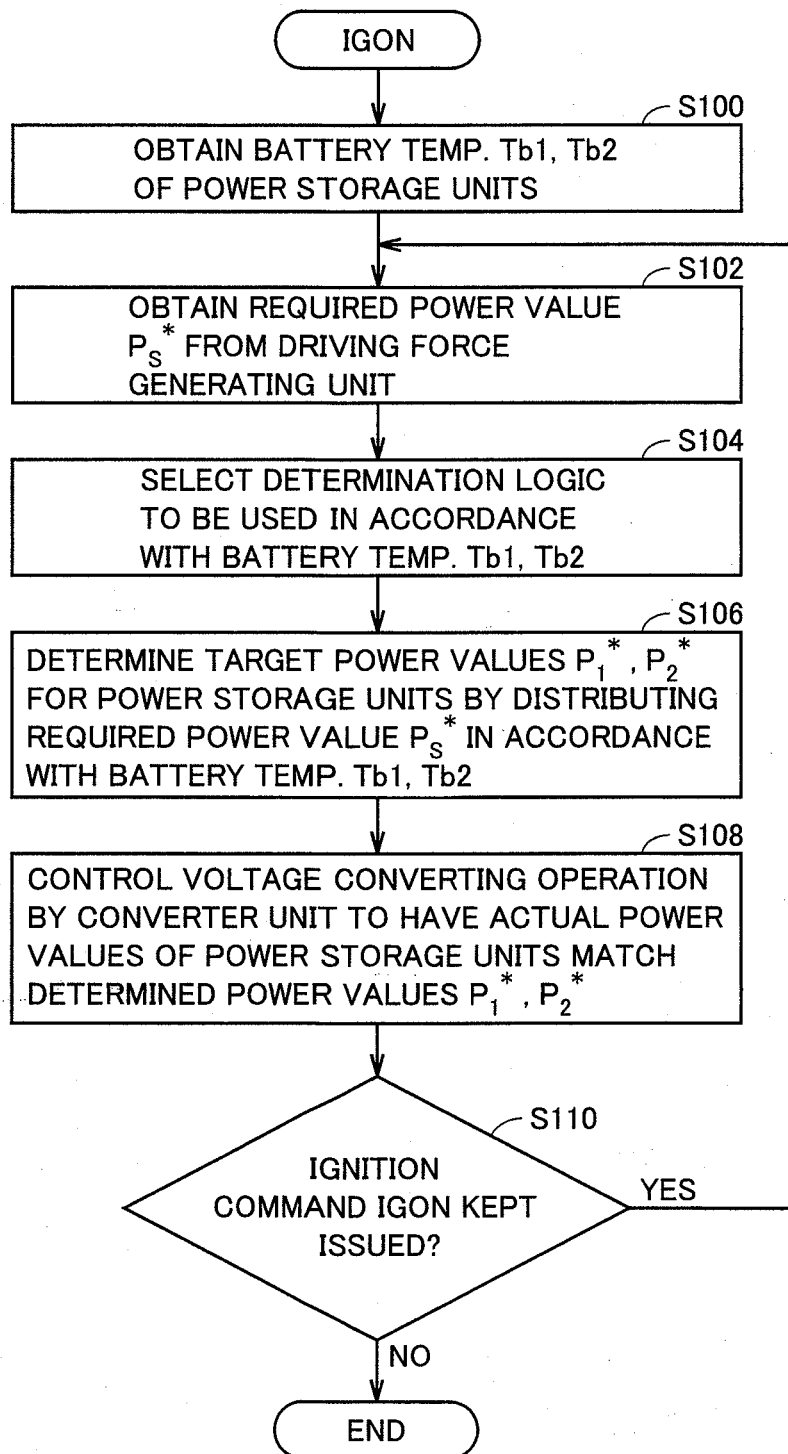 IGON
S100
OBTAIN BATTERY TEMP. Tb1, Tb2
OF POWER STORAGE UNITS
S102
OBTAIN REQUIRED POWER VALUE
PS* FROM DRIVING FORCE
GENERATING UNIT
S104
SELECT DETERMINATION LOGIC
TO BE USED IN ACCORDANCE
WITH BATTERY TEMP. Tb1, Tb2
S106
DETERMINE TARGET POWER VALUES P1*, P2*
FOR POWER STORAGE UNITS BY DISTRIBUTING
REQUIRED POWER VALUE PS* IN ACCORDANCE
WITH BATTERY TEMP. Tb1, Tb2
S108
CONTROL VOLTAGE CONVERTING OPERATION
BY CONVERTER UNIT TO HAVE ACTUAL POWER
VALUES OF POWER STORAGE UNITS MATCH
DETERMINED POWER VALUES P1*, P2*
S110
IGNITION
COMMAND IGON KEPT
ISSUED?
YES
NO
END